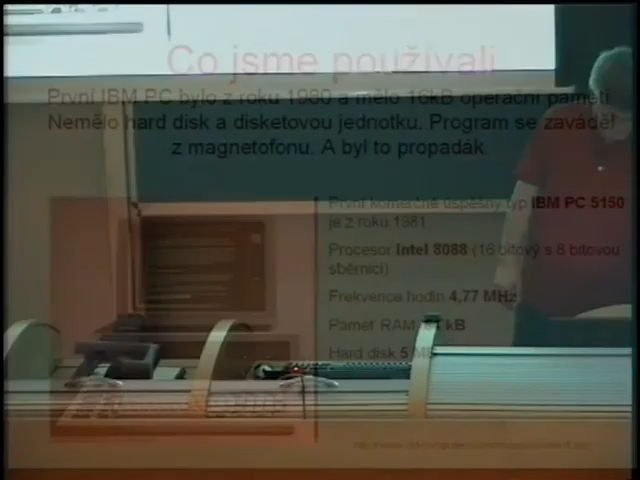 Co jsme používali
První IBM PC bylo z roku 1980 a mělo 16kB operační paměti.
Nemělo hard disk a disketovou jednotku. Program se zaváděl
z magnetofonu. A byl to propadák.
První komerčně úspěšný typ IBM PC 5150
je z roku 1981
Procesor Intel 8088 (16 bitový s 8 bitovou
sběrnicí)
Frekvence hodin 4,77 MHz
Paměť RAM kB
Hard disk 5